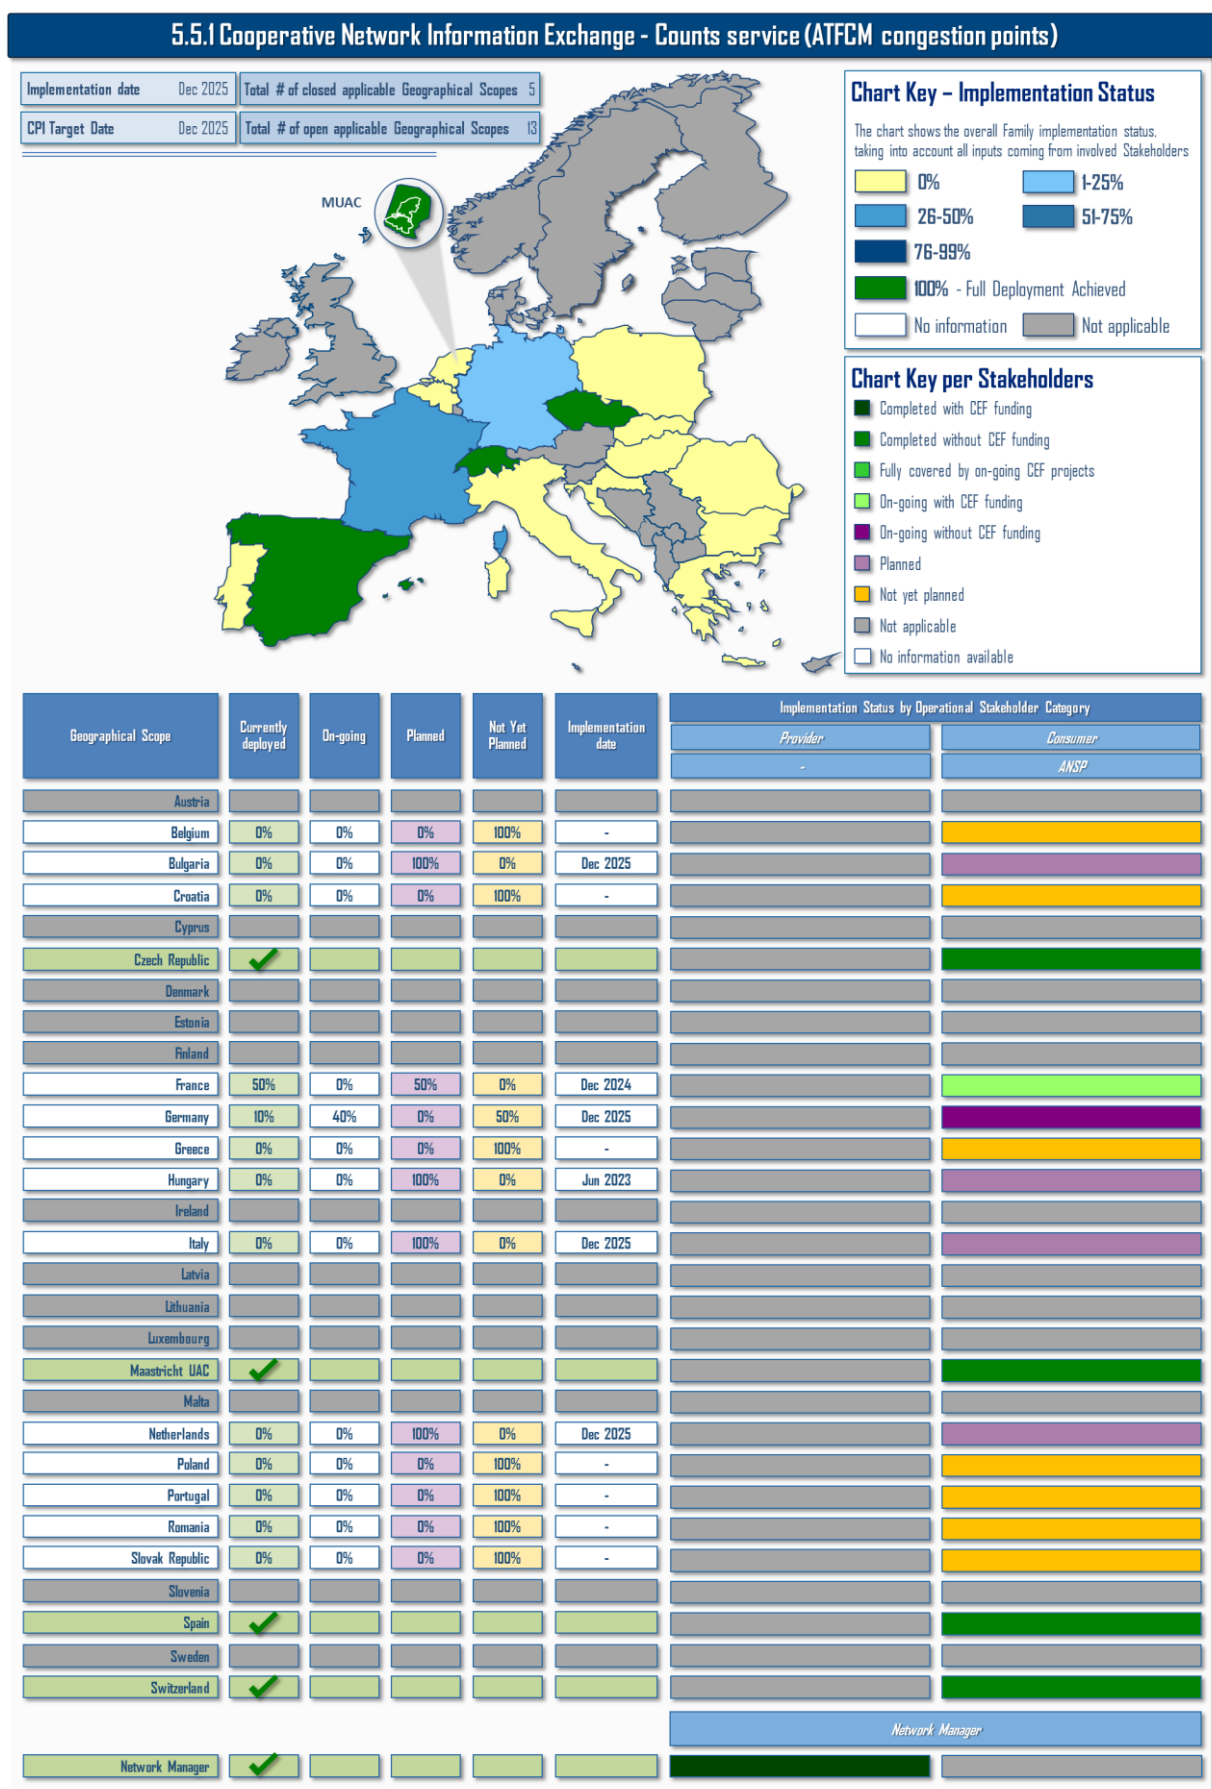 5.5.1 Cooperative Network Information Exchange - Counts service (ATFCM congestion points)
Implementation date Dec 2025 Total # of closed applicable Geographical Scopes 5
CPI Target Date Dec 2025 Total # of open applicable Geographical Scopes 13
MUAC
Chart Key – Implementation Status
The chart shows the overall Family implementation status,
taking into account all inputs coming from involved Stakeholders
0% 1-25%
26-50% 51-75%
76-99%
100% - Full Deployment Achieved
No information Not applicable
Chart Key per Stakeholders
Completed with CEF funding
Completed without CEF funding
Fully covered by on-going CEF projects
On-going with CEF funding
On-going without CEF funding
Planned
Not yet planned
Not applicable
No information available
Geographical Scope Currently deployed On-going Planned Not Yet Planned Implementation date Implementation Status by Operational Stakeholder Category
Provider Consumer
- ANSP
Austria
Belgium 0% 0% 0% 100% -
Bulgaria 0% 0% 100% 0% Dec 2025
Croatia 0% 0% 0% 100% -
Cyprus
Czech Republic
Denmark
Estonia
Finland
France 50% 0% 50% 0% Dec 2024
Germany 10% 40% 0% 50% Dec 2025
Greece 0% 0% 0% 100% -
Hungary 0% 0% 100% 0% Jun 2023
Ireland
Italy 0% 0% 100% 0% Dec 2025
Latvia
Lithuania
Luxembourg
Maastricht UAC
Malta
Netherlands 0% 0% 100% 0% Dec 2025
Poland 0% 0% 0% 100% -
Portugal 0% 0% 0% 100% -
Romania 0% 0% 0% 100% -
Slovak Republic 0% 0% 0% 100% -
Slovenia
Spain
Sweden
Switzerland
Network Manager
Network Manager